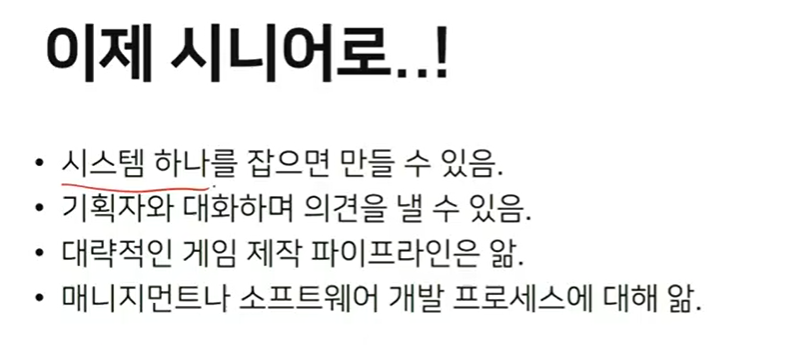 이제 시니어로..!
• 시스템 하나를 잡으면 만들 수 있음.
• 기획자와 대화하며 의견을 낼 수 있음.
• 대략적인 게임 제작 파이프라인은 앎.
• 매니지먼트나 소프트웨어 개발 프로세스에 대해 앎.